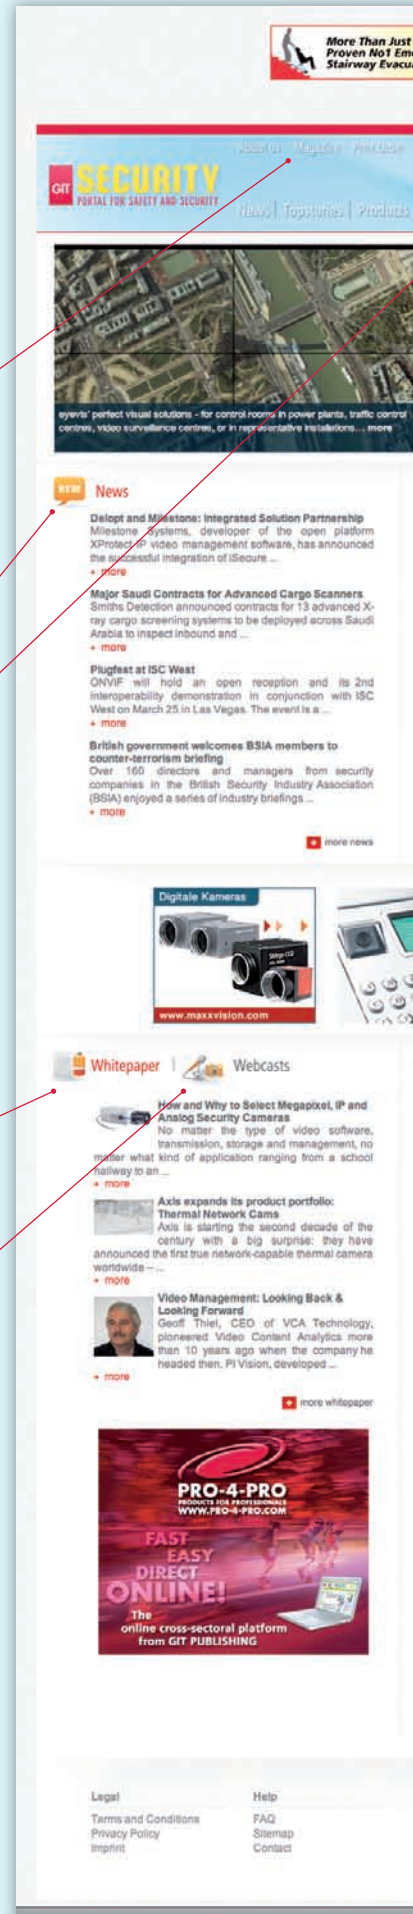 More Than Just
Proven No1 Eme
Stairway Evacua
About us Magazine Print Order
GIT SECURITY
PORTAL FOR SAFETY AND SECURITY
News | Topstories | Products
eyevis' perfect visual solutions - for control rooms in power plants, traffic control
centres, video surveillance centres, or in representative installations... more
NEW News
Delopt and Milestone: Integrated Solution Partnership
Milestone Systems, developer of the open platform
XProtect IP video management software, has announced
the successful integration of iSecure ...
+ more
Major Saudi Contracts for Advanced Cargo Scanners
Smiths Detection announced contracts for 13 advanced X-
ray cargo screening systems to be deployed across Saudi
Arabia to inspect inbound and ...
+ more
Plugfest at ISC West
ONVIF will hold an open reception and its 2nd
interoperability demonstration in conjunction with ISC
West on March 25 in Las Vegas. The event is a ...
+ more
British government welcomes BSIA members to
counter-terrorism briefing
Over 160 directors and managers from security
companies in the British Security Industry Association
(BSIA) enjoyed a series of industry briefings ...
+ more
+ more news
Digitale Kameras
www.maxxvision.com
Whitepaper | Webcasts
How and Why to Select Megapixel, IP and
Analog Security Cameras
No matter the type of video software,
transmission, storage and management, no
matter what kind of application ranging from a school
hallway to an ...
+ more
Axis expands its product portfolio:
Thermal Network Cams
Axis is starting the second decade of the
century with a big surprise: they have
announced the first true network-capable thermal camera
worldwide – ...
+ more
Video Management: Looking Back &
Looking Forward
Geoff Thiel, CEO of VCA Technology,
pioneered Video Content Analytics more
than 10 years ago when the company he
headed then, PI Vision, developed ...
+ more
+ more whitepaper
PRO-4-PRO
PRODUCTS FOR PROFESSIONALS
WWW.PRO-4-PRO.COM
FAST
EASY
DIRECT
ONLINE!
The
online cross-sectoral platform
from GIT PUBLISHING
Legal Help
Terms and Conditions FAQ
Privacy Policy Sitemap
Imprint Contact